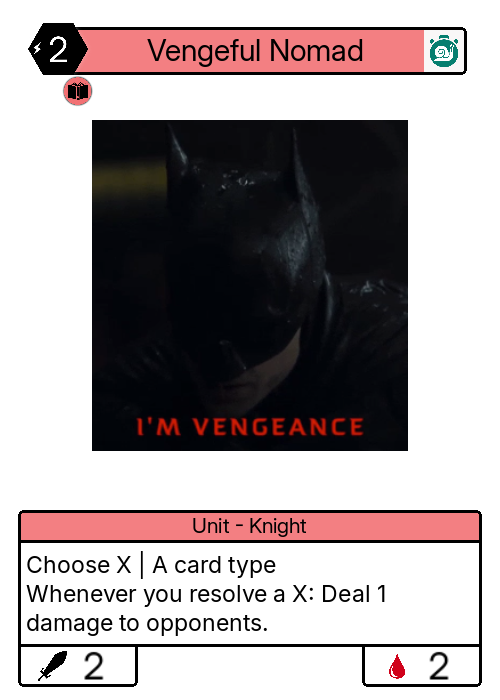 2
Vengeful Nomad
I'M VENGEANCE
Unit - Knight
Choose X | A card type
Whenever you resolve a X: Deal 1
damage to opponents.
2
2